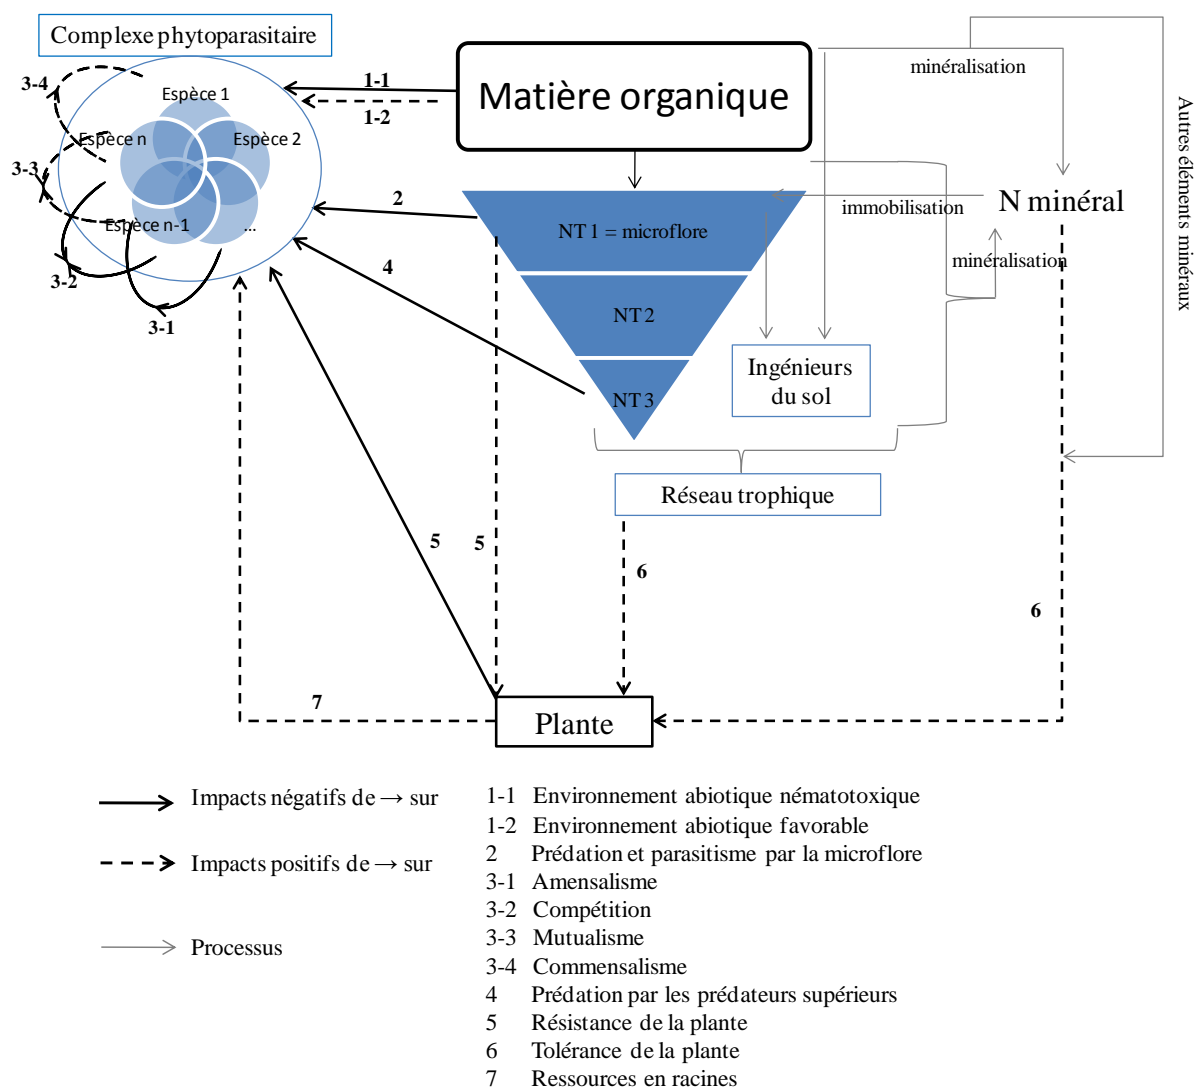 Complexe phytoparasitaire
3-4
Espèce 1
Espèce n
Espèce 2
3-3
Espèce n-1
...
3-2
3-1
1-1
1-2
Matière organique
minéralisation
Autres éléments minéraux
2
NT 1 = microflore
immobilisation
N minéral
4
minéralisation
NT 2
Ingénieurs
du sol
NT 3
Réseau trophique
5
5
6
6
7
Plante
Impacts négatifs de → sur
Impacts positifs de → sur
Processus
1-1 Environnement abiotique nématotoxique
1-2 Environnement abiotique favorable
2 Prédation et parasitisme par la microflore
3-1 Amensalisme
3-2 Compétition
3-3 Mutualisme
3-4 Commensalisme
4 Prédation par les prédateurs supérieurs
5 Résistance de la plante
6 Tolérance de la plante
7 Ressources en racines